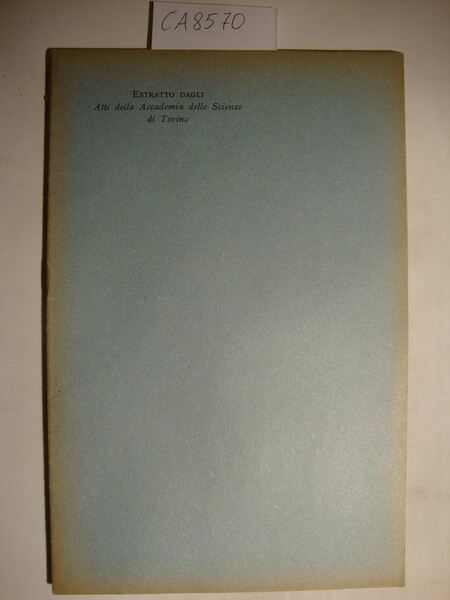 CA8570
ESTRATTO DAGLI
Atti della Accademia delle Scienze
di Torino